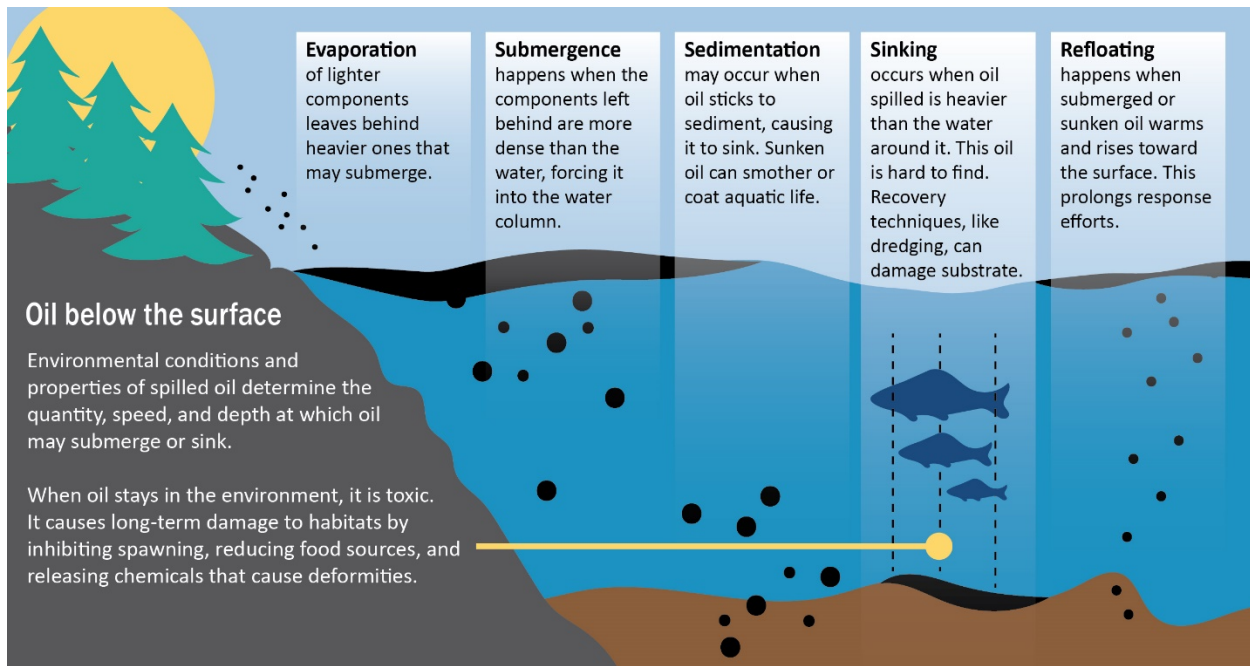 Evaporation
of lighter
components
leaves behind
heavier ones that
may submerge.
Submergence
happens when the
components left
behind are more
dense than the
water, forcing it
into the water
column.
Sedimentation
may occur when
oil sticks to
sediment, causing
it to sink. Sunken
oil can smother or
coat aquatic life.
Sinking
occurs when oil
spilled is heavier
than the water
around it. This oil
is hard to find.
Recovery
techniques, like
dredging, can
damage substrate.
Refloating
happens when
submerged or
sunken oil warms
and rises toward
the surface. This
prolongs response
efforts.
Oil below the surface
Environmental conditions and
properties of spilled oil determine the
quantity, speed, and depth at which oil
may submerge or sink.
When oil stays in the environment, it is toxic.
It causes long-term damage to habitats by
inhibiting spawning, reducing food sources, and
releasing chemicals that cause deformities.